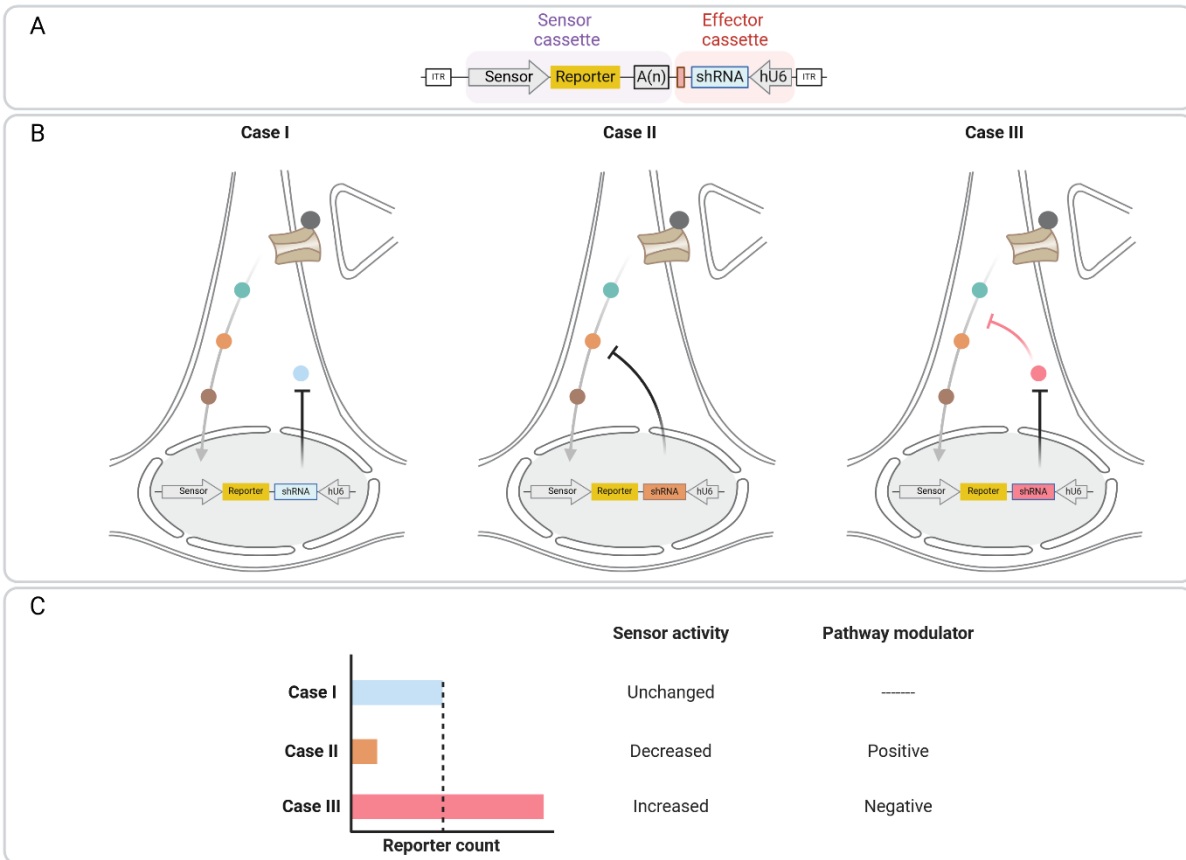 A
Sensor
cassette
Effector
cassette
ITR
Sensor
Reporter
A(n)
shRNA
hU6
ITR
B
Case I
Case II
Case III
Sensor
Reporter
shRNA
hU6
Sensor
Reporter
shRNA
hU6
Sensor
Repoter
shRNA
hU6
C
Sensor activity
Pathway modulator
Case I
Unchanged
-------
Case II
Decreased
Positive
Case III
Increased
Negative
Reporter count